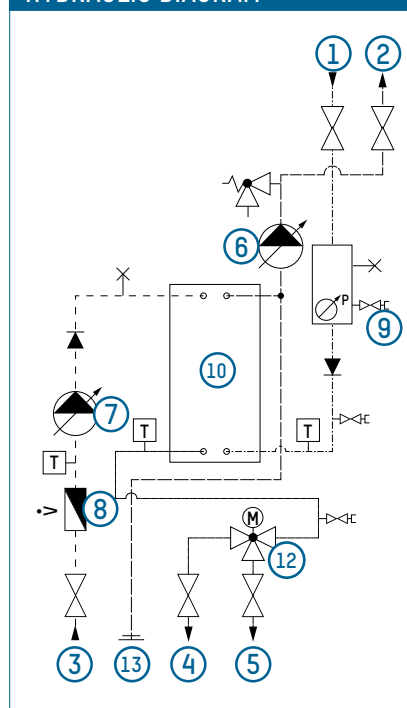 HYDRAULIC DIAGRAM
1 2
6
P
9
10
7
T T T
V 8
M
12
3 13 4 5